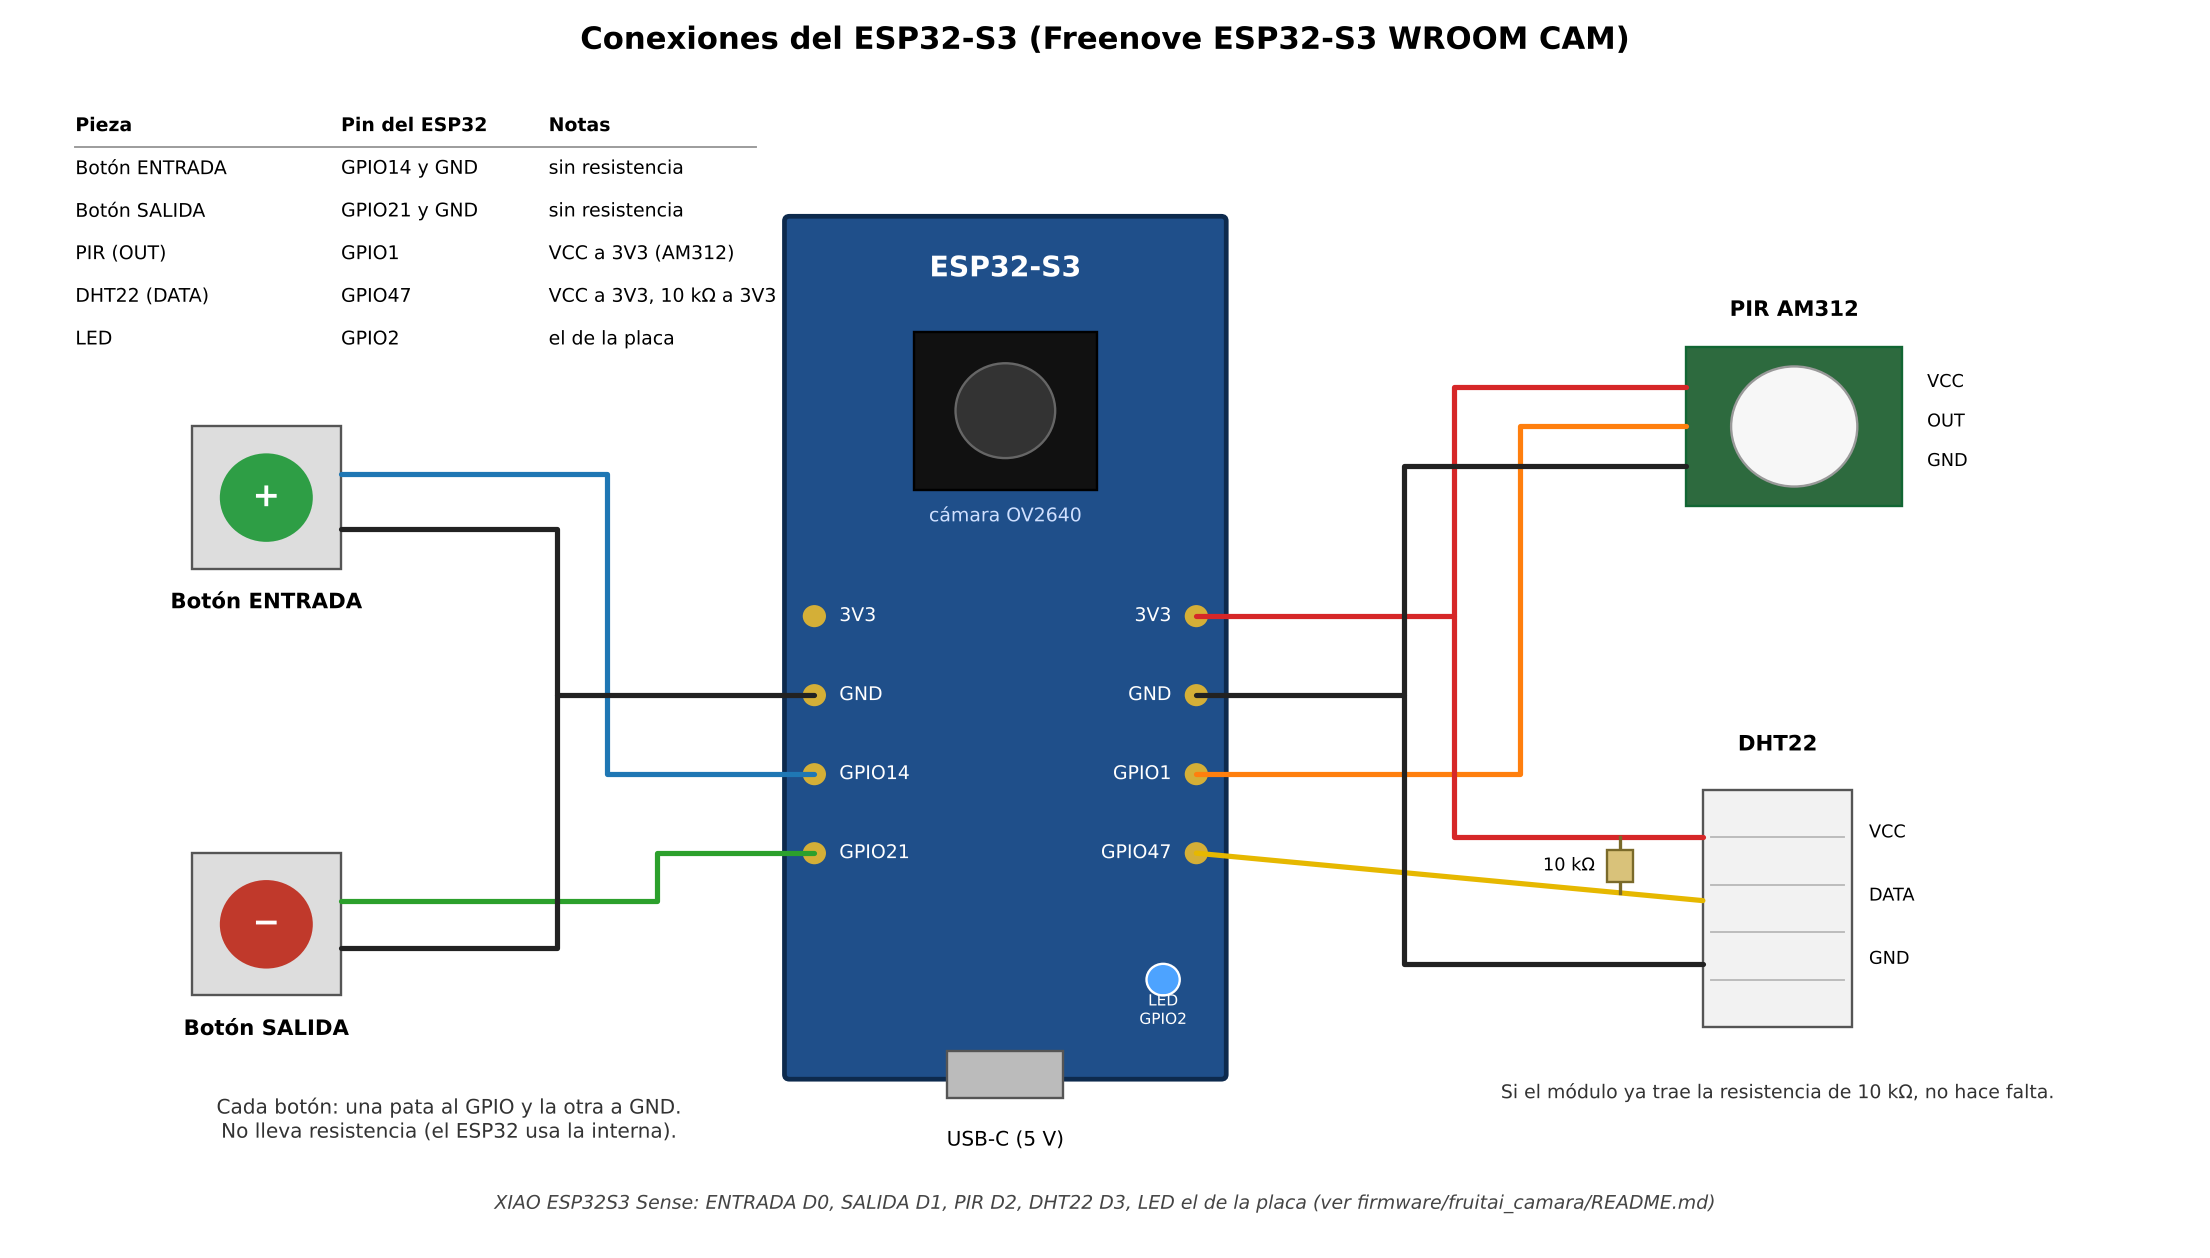 Conexiones del ESP32-S3 (Freenove ESP32-S3 WROOM CAM)
Pieza Pin del ESP32 Notas
Botón ENTRADA GPIO14 y GND sin resistencia
Botón SALIDA GPIO21 y GND sin resistencia
PIR (OUT) GPIO1 VCC a 3V3 (AM312)
DHT22 (DATA) GPIO47 VCC a 3V3, 10 kΩ a 3V3
LED GPIO2 el de la placa
ESP32-S3
cámara OV2640
PIR AM312
VCC
OUT
GND
+
Botón ENTRADA
3V3 3V3
GND GND
GPIO14 GPIO1
GPIO21 GPIO47
DHT22
VCC
10 kΩ
DATA
GND
−
Botón SALIDA
LED
GPIO2
Cada botón: una pata al GPIO y la otra a GND.
No lleva resistencia (el ESP32 usa la interna).
USB-C (5 V)
Si el módulo ya trae la resistencia de 10 kΩ, no hace falta.
XIAO ESP32S3 Sense: ENTRADA D0, SALIDA D1, PIR D2, DHT22 D3, LED el de la placa (ver firmware/fruitai_camara/README.md)